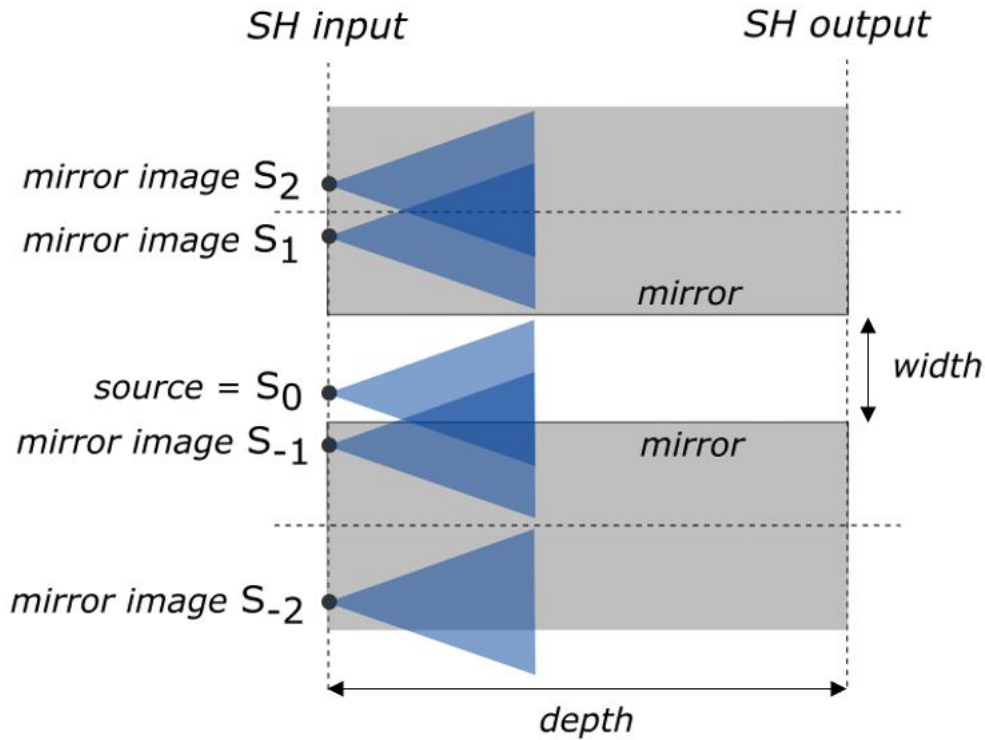 SH input
SH output
mirror image S2
mirror image S1
mirror
source = S0
width
mirror image S-1
mirror
mirror image S-2
depth